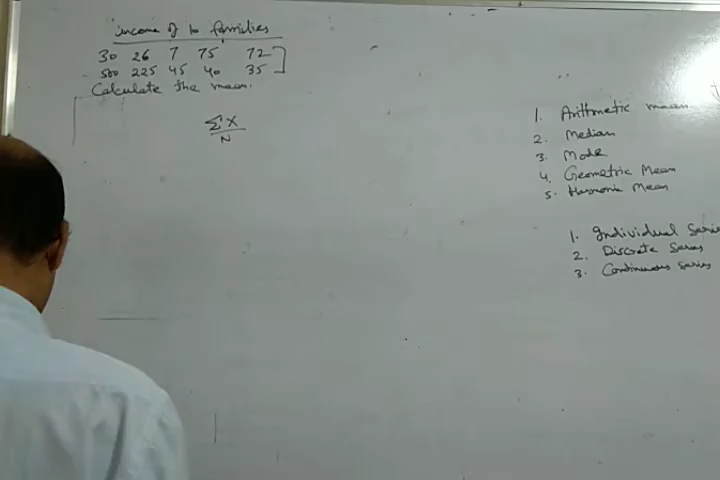 income of 10 families
30 26 7 75 72
500 225 45 40 35
Calculate the mean.
ΣX
N
1. Arithmetic mean
2. Median
3. Mode
4. Geometric Mean
5. Harmonic Mean
1. Individual Series
2. Discrete Series
3. Continuous Series